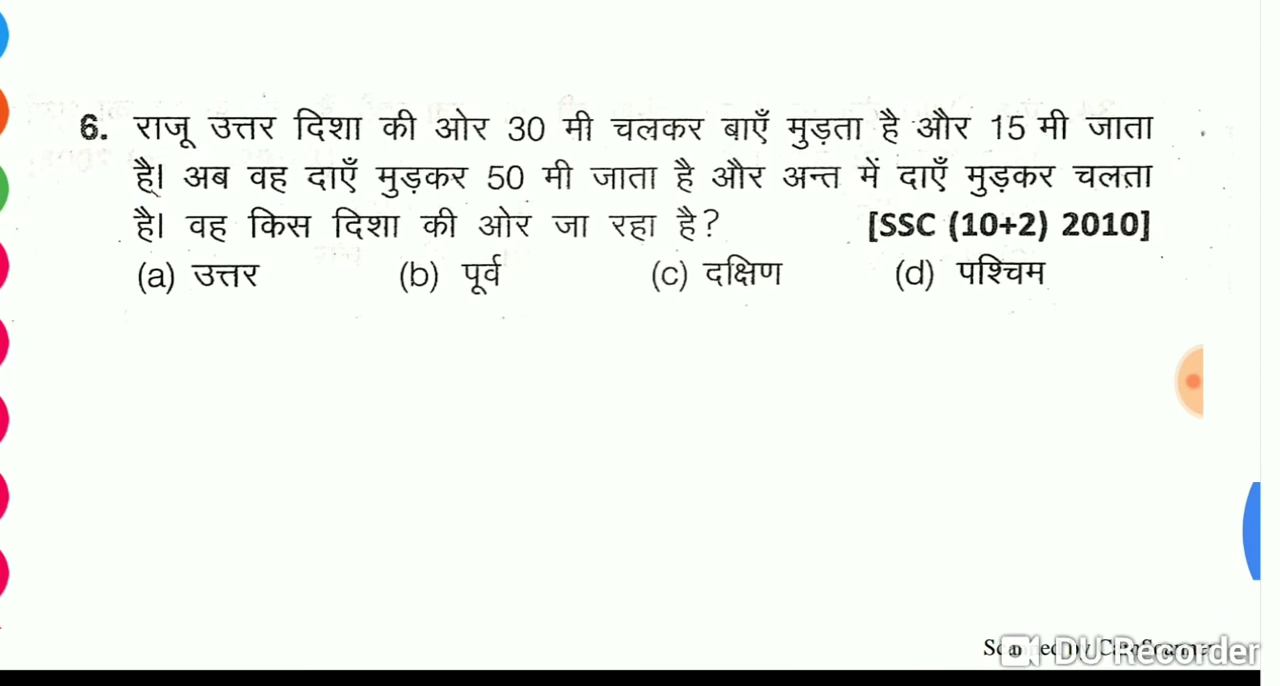 6. राजू उत्तर दिशा की ओर 30 मी चलकर बाएँ मुड़ता है और 15 मी जाता
है। अब वह दाएँ मुड़कर 50 मी जाता है और अन्त में दाएँ मुड़कर चलता
है। वह किस दिशा की ओर जा रहा है? [SSC (10+2) 2010]
(a) उत्तर (b) पूर्व (c) दक्षिण (d) पश्चिम
DU Recorder